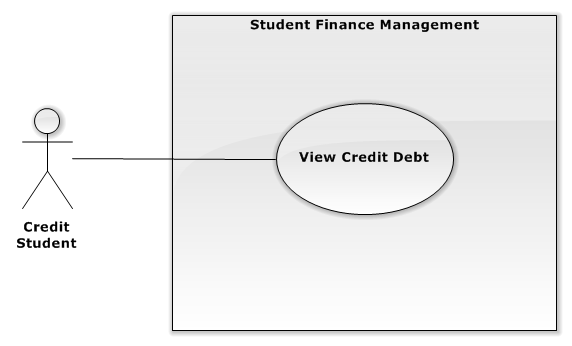 Student Finance Management
View Credit Debt
Credit
Student